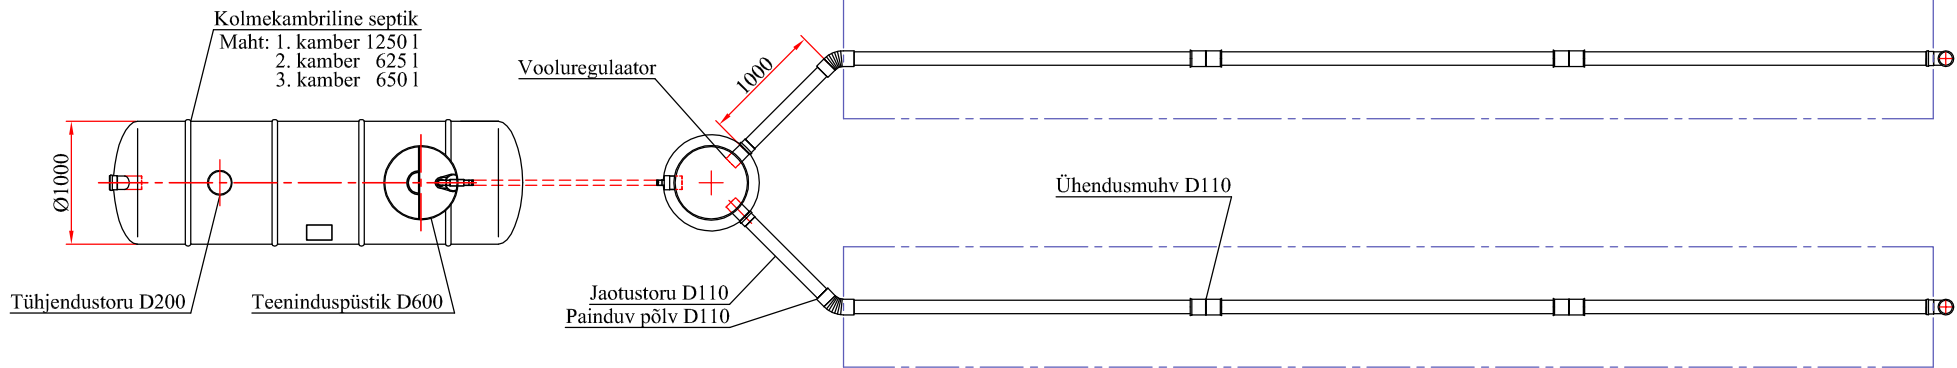 Kolmekambriline septik
Maht: 1. kamber 1250 l
2. kamber 625 l
3. kamber 650 l
Vooluregulaator
1000
Ø1000
Ühendusmuhv D110
Tühjendustoru D200
Teeninduspüstik D600
Jaotustoru D110
Painduv põlv D110